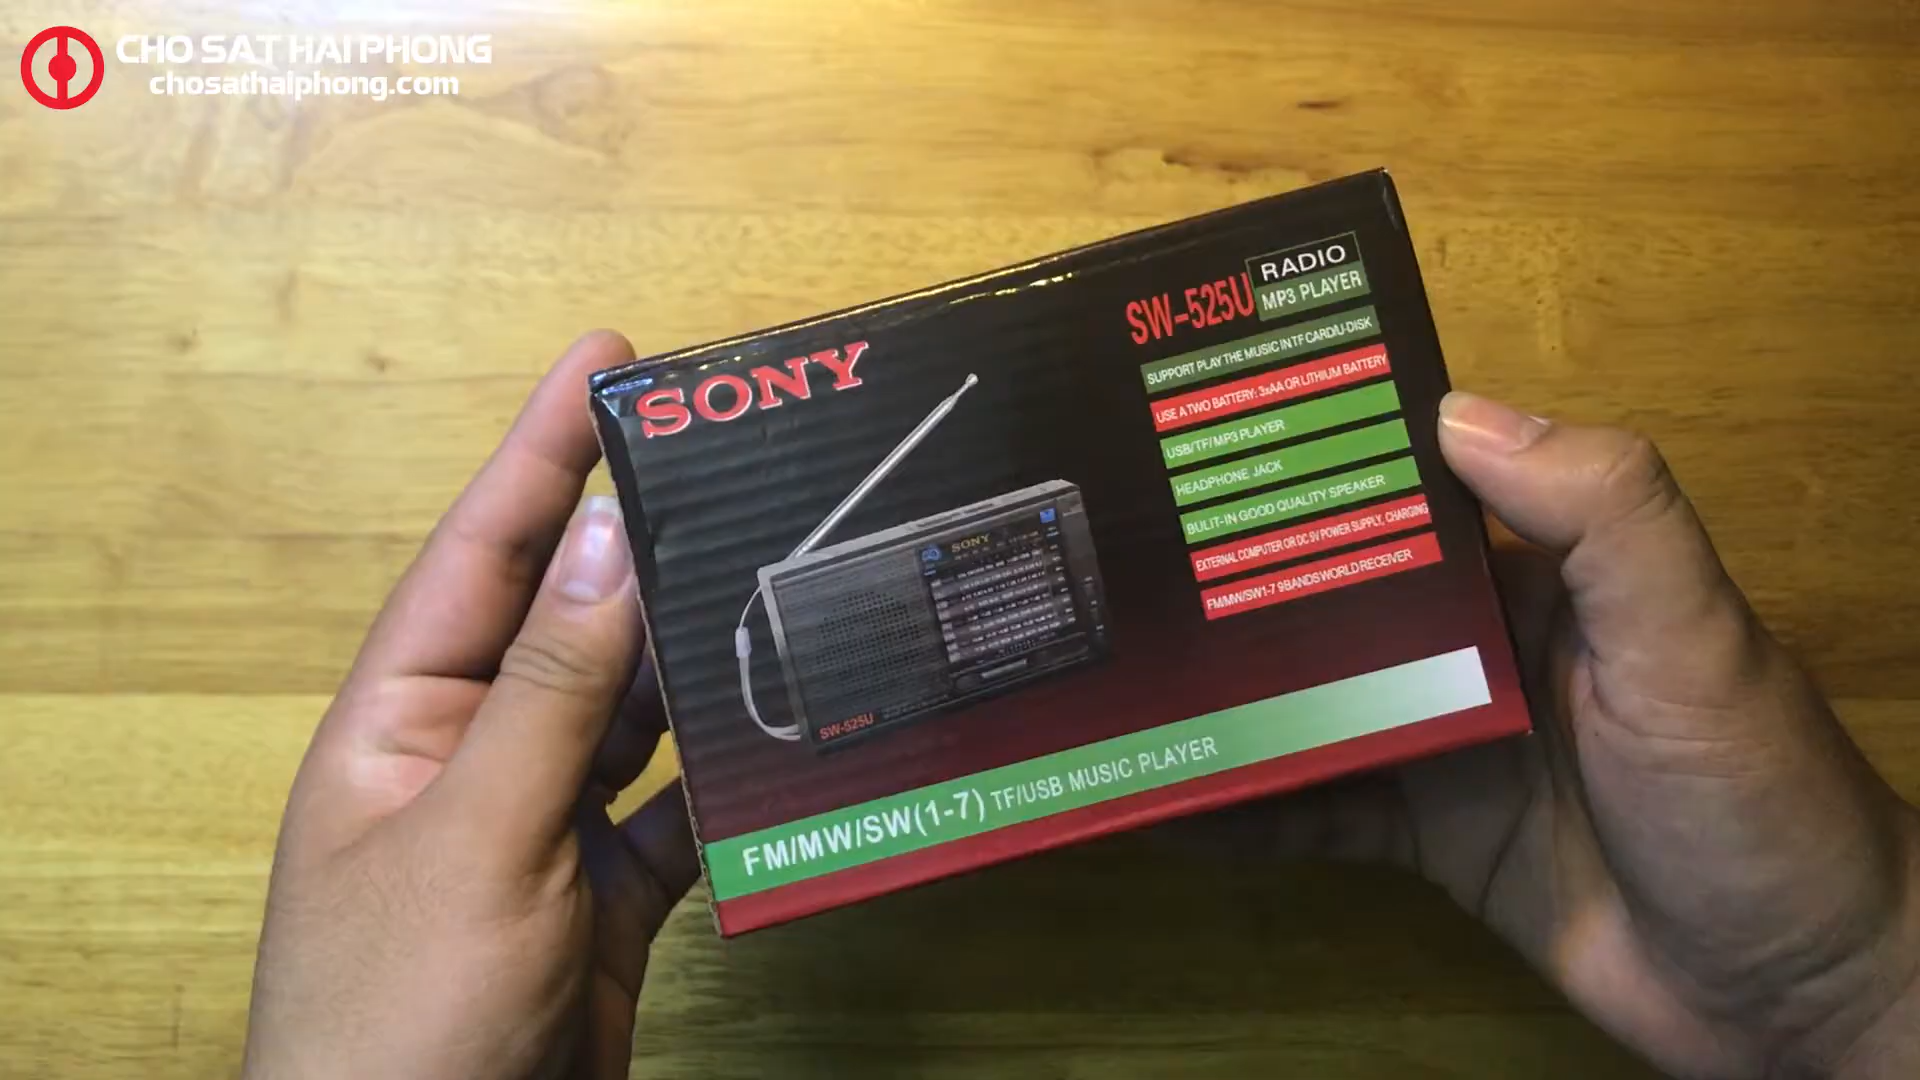 CHO SAT HAI PHONG
chosathaiphong.com
SONY
SW-525U
RADIO
MP3 PLAYER
SUPPORT PLAY THE MUSIC IN TF CARD/U-DISK
USE A TWO BATTERY: 3xAA OR LITHIUM BATTERY
USB/TF/MP3 PLAYER
HEADPHONE JACK
BULIT-IN GOOD QUALITY SPEAKER
EXTERNAL COMPUTER OR DC 5V POWER SUPPLY, CHARGING
FM/MW/SW1-7 9BANDS WORLD RECEIVER
SONY
SW-525U
FM/MW/SW(1-7) TF/USB MUSIC PLAYER